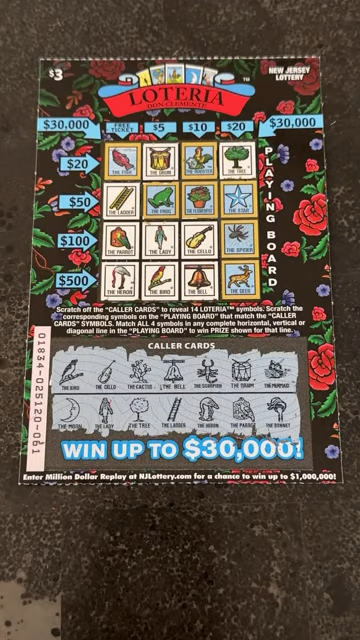 $3
LOTERIA™
DON CLEMENTE
NEW JERSEY
LOTTERY
$30,000
FREE
TICKET
$5
$10
$20
$30,000
$20
THE FISH
THE DRUM
THE ROOSTER
THE TREE
$50
THE LADDER
THE FROG
THE FLOWERPOT
THE STAR
$100
THE PARROT
THE LADY
THE CELLO
THE SPIDER
$500
THE HERON
THE BIRD
THE BELL
THE DEER
PLAYING BOARD
Scratch off the "CALLER CARDS" to reveal 14 LOTERIA™ symbols. Scratch the
corresponding symbols on the "PLAYING BOARD" that match the "CALLER
CARDS" SYMBOLS. Match ALL 4 symbols in any complete horizontal, vertical or
diagonal line in the "PLAYING BOARD" to win PRIZE shown for that line.
01834-025120-061
CALLER CARDS
THE BIRD
THE CELLO
THE CACTUS
THE BELL
THE SCORPION
THE DRUM
THE MERMAID
THE MOON
THE LADY
THE TREE
THE LADDER
THE HERON
THE PARROT
THE BONNET
WIN UP TO $30,000!
Enter Million Dollar Replay at NJLottery.com for a chance to win up to $1,000,000!